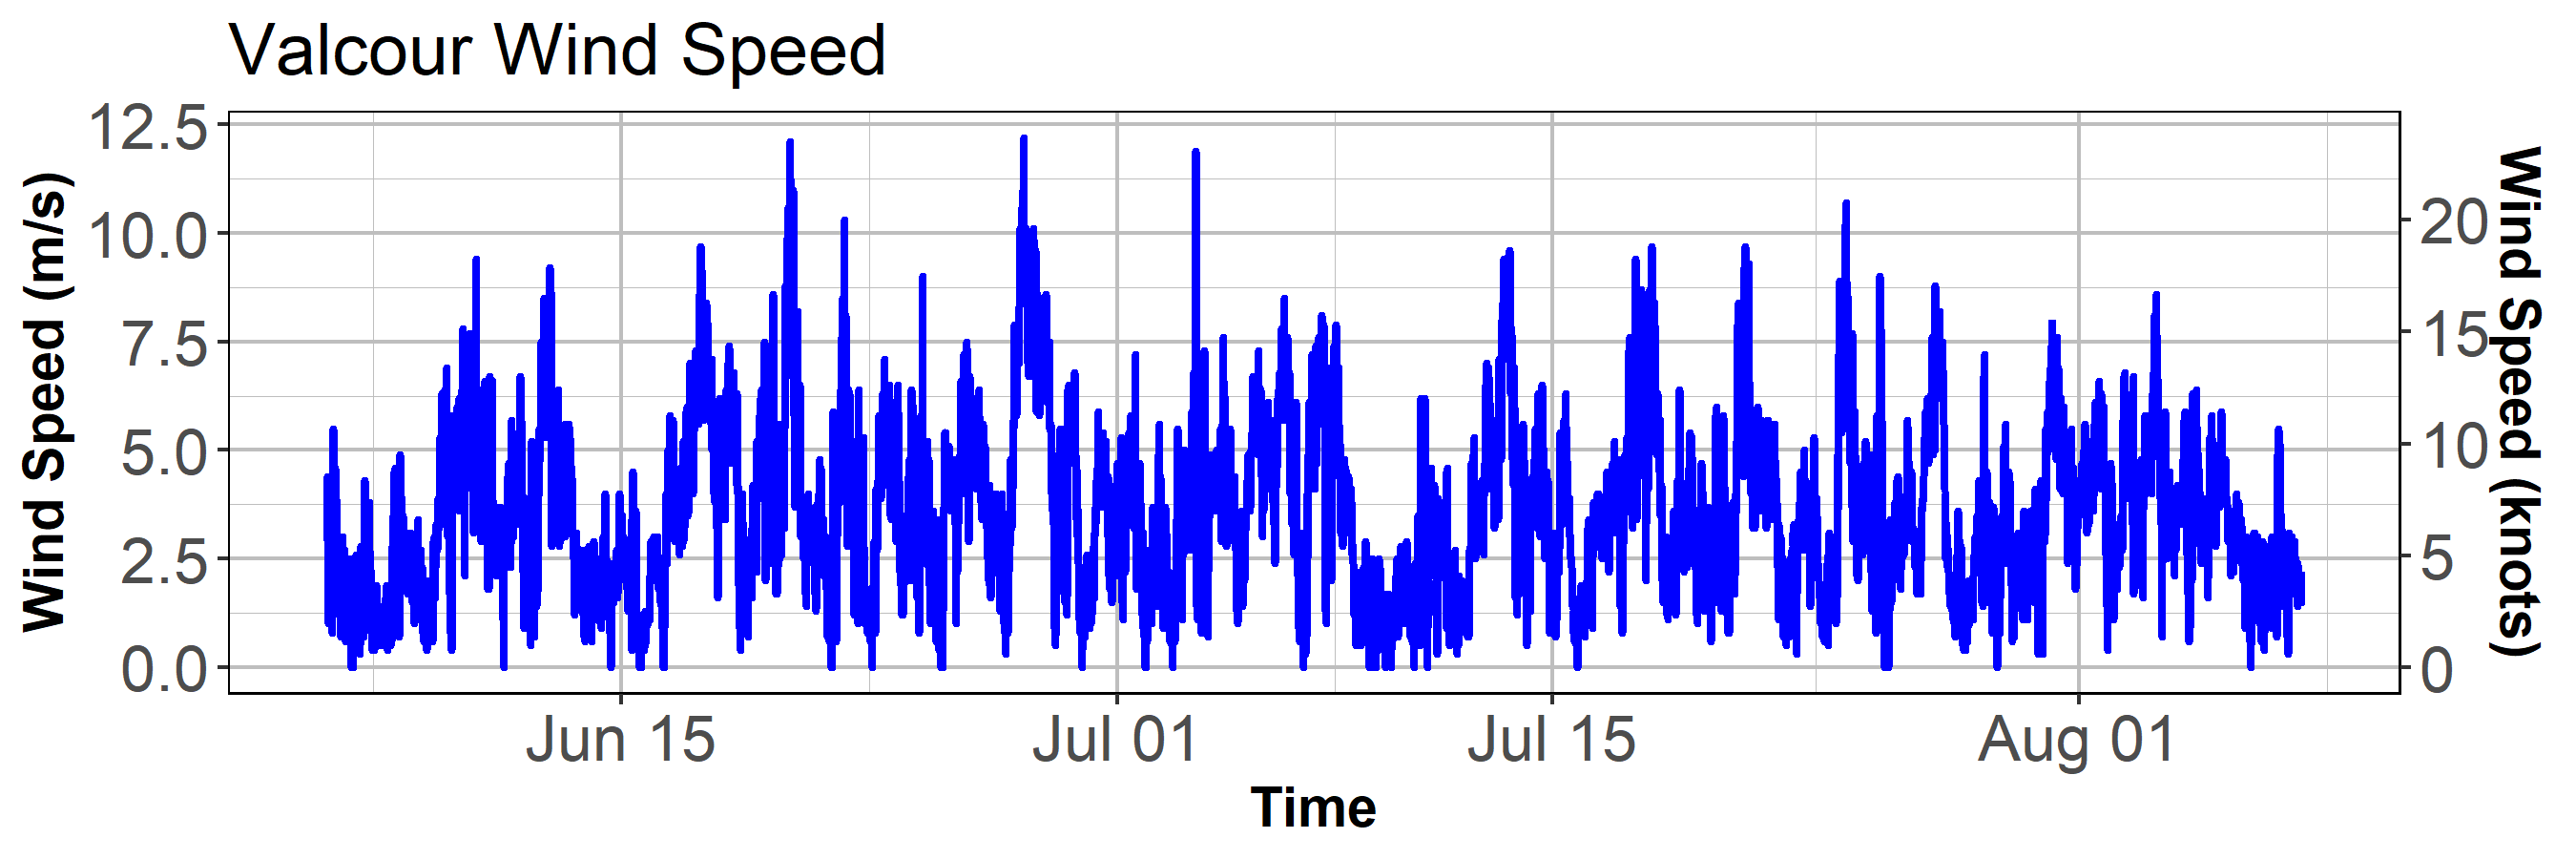 Valcour Wind Speed
Wind Speed (m/s)
12.5
10.0
7.5
5.0
2.5
0.0
20
15
10
5
0
Wind Speed (knots)
Jun 15 Jul 01 Jul 15 Aug 01
Time